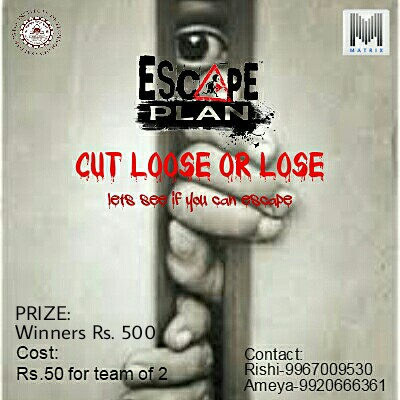 MATRIX
ESCAPE
PLAN
CUT LOOSE OR LOSE
lets see if you can escape
PRIZE:
Winners Rs. 500
Cost:
Rs.50 for team of 2
Contact:
Rishi-9967009530
Ameya-9920666361